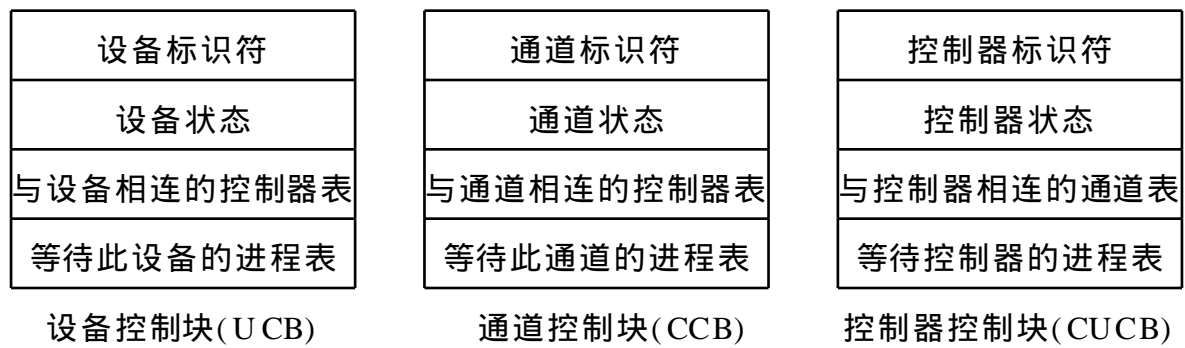 设备标识符
设备状态
与设备相连的控制器表
等待此设备的进程表
设备控制块(UCB)
通道标识符
通道状态
与通道相连的控制器表
等待此通道的进程表
通道控制块(CCB)
控制器标识符
控制器状态
与控制器相连的通道表
等待控制器的进程表
控制器控制块(CUCB)